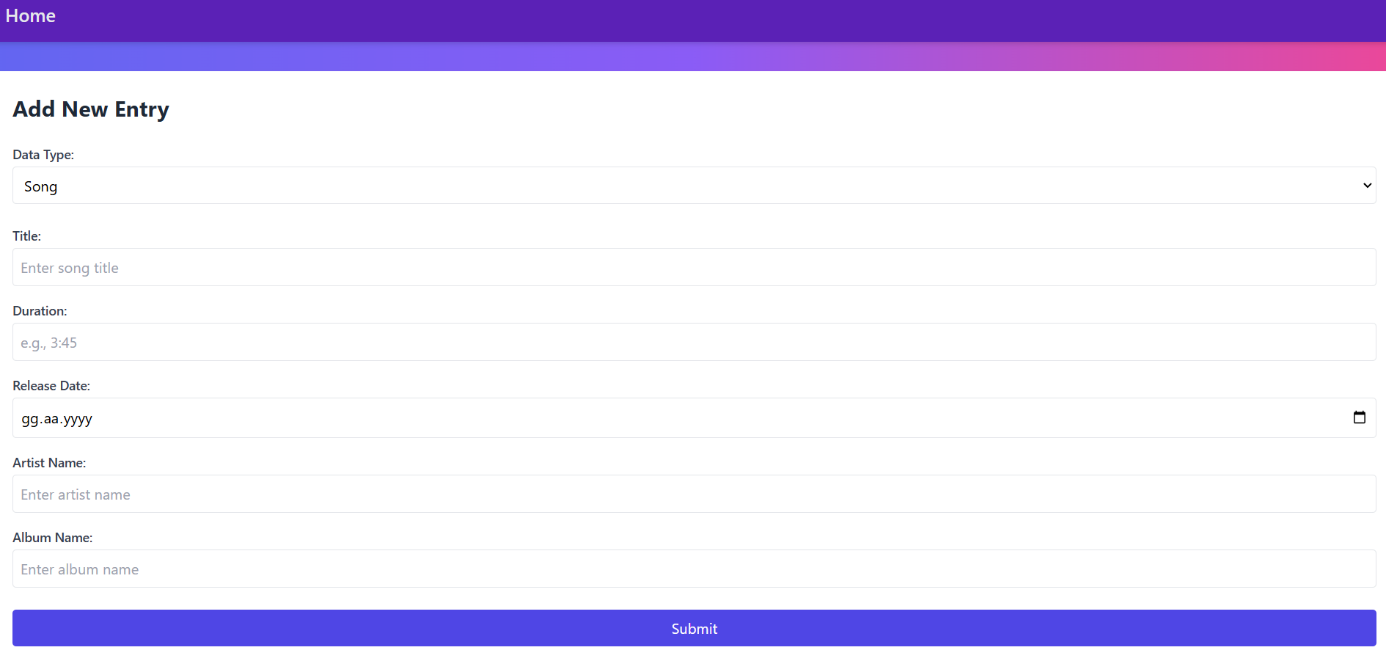 Home
Add New Entry
Data Type:
Song
Title:
Enter song title
Duration:
e.g., 3:45
Release Date:
gg.aa.yyyy
Artist Name:
Enter artist name
Album Name:
Enter album name
Submit